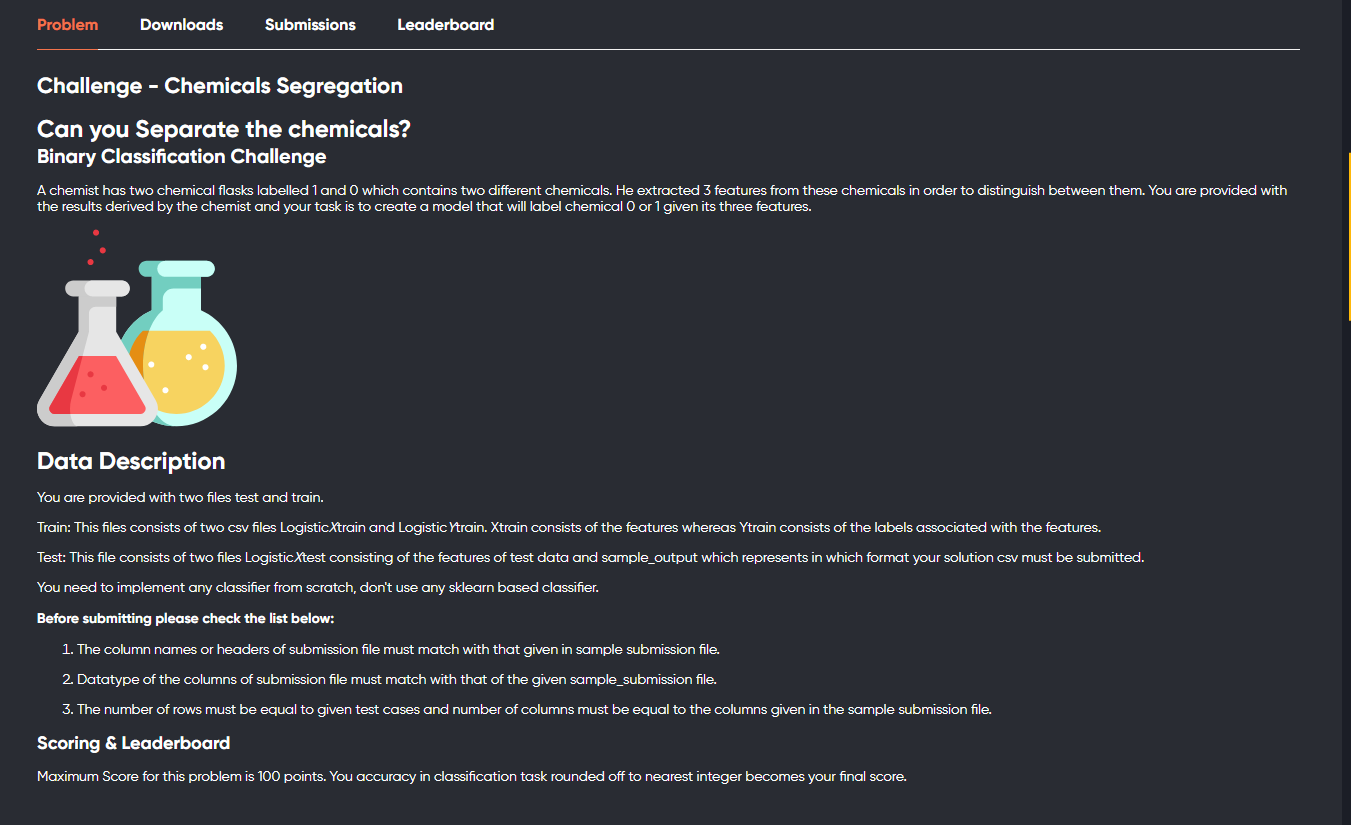 Problem Downloads Submissions Leaderboard
Challenge - Chemicals Segregation
Can you Separate the chemicals?
Binary Classification Challenge
A chemist has two chemical flasks labelled 1 and 0 which contains two different chemicals. He extracted 3 features from these chemicals in order to distinguish between them. You are provided with
the results derived by the chemist and your task is to create a model that will label chemical 0 or 1 given its three features.
Data Description
You are provided with two files test and train.
Train: This files consists of two csv files LogisticXtrain and LogisticYtrain. Xtrain consists of the features whereas Ytrain consists of the labels associated with the features.
Test: This file consists of two files LogisticXtest consisting of the features of test data and sample_output which represents in which format your solution csv must be submitted.
You need to implement any classifier from scratch, don't use any sklearn based classifier.
Before submitting please check the list below:
1. The column names or headers of submission file must match with that given in sample submission file.
2. Datatype of the columns of submission file must match with that of the given sample_submission file.
3. The number of rows must be equal to given test cases and number of columns must be equal to the columns given in the sample submission file.
Scoring & Leaderboard
Maximum Score for this problem is 100 points. You accuracy in classification task rounded off to nearest integer becomes your final score.